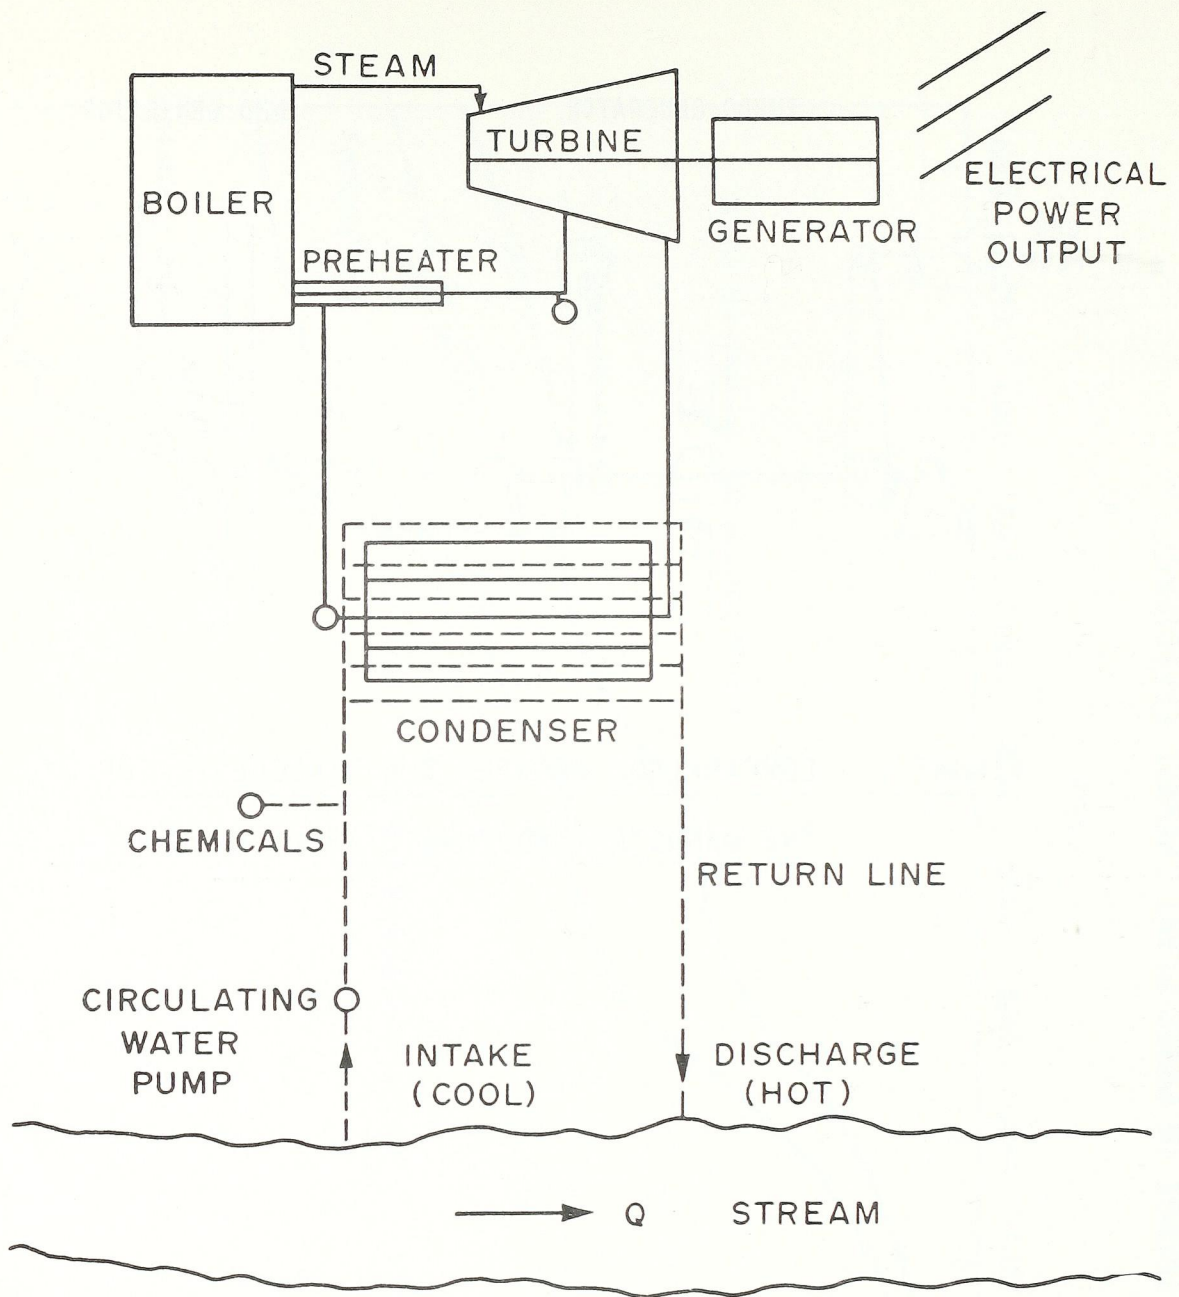 STEAM
TURBINE
BOILER
ELECTRICAL
POWER
OUTPUT
GENERATOR
PREHEATER
CONDENSER
CHEMICALS
RETURN LINE
CIRCULATING
WATER
PUMP
INTAKE
(COOL)
DISCHARGE
(HOT)
Q STREAM